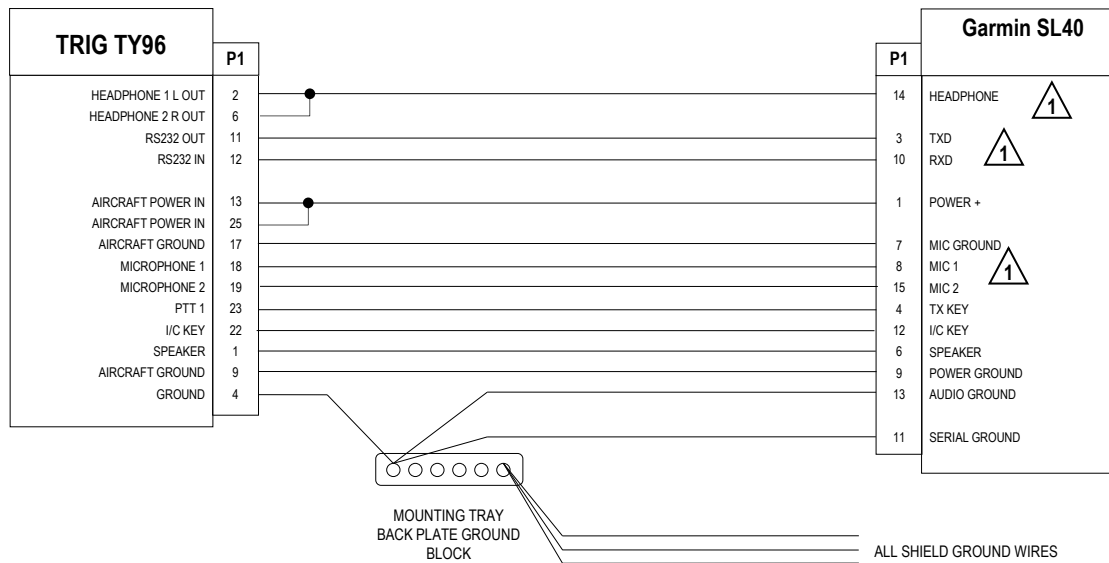 TRIG TY96
P1
HEADPHONE 1 L OUT 2
HEADPHONE 2 R OUT 6
RS232 OUT 11
RS232 IN 12
AIRCRAFT POWER IN 13
AIRCRAFT POWER IN 25
AIRCRAFT GROUND 17
MICROPHONE 1 18
MICROPHONE 2 19
PTT 1 23
I/C KEY 22
SPEAKER 1
AIRCRAFT GROUND 9
GROUND 4
Garmin SL40
P1
14 HEADPHONE 1
3 TXD
10 RXD 1
1 POWER +
7 MIC GROUND
8 MIC 1 1
15 MIC 2
4 TX KEY
12 I/C KEY
6 SPEAKER
9 POWER GROUND
13 AUDIO GROUND
11 SERIAL GROUND
MOUNTING TRAY
BACK PLATE GROUND
BLOCK
ALL SHIELD GROUND WIRES